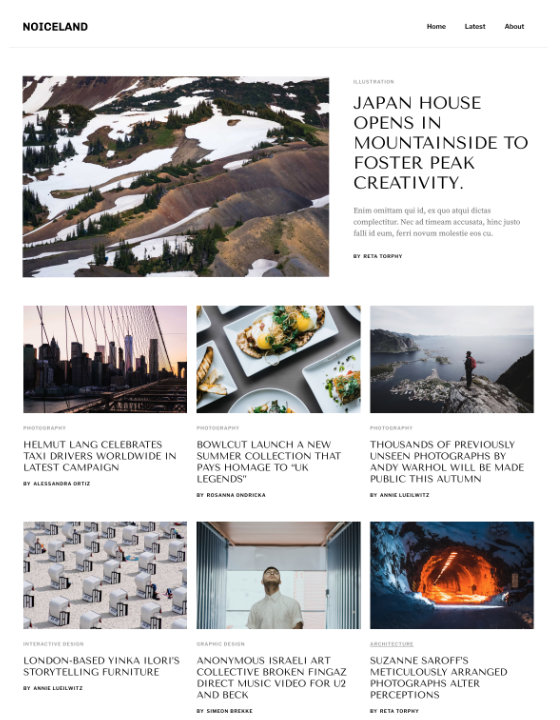 NOICELAND
Home Latest About
ILLUSTRATION
JAPAN HOUSE
OPENS IN
MOUNTAINSIDE TO
FOSTER PEAK
CREATIVITY.
Enim omittam qui id, ex quo atqui dictas
complectitur. Nec ad timeam accusata, hinc justo
falli id eum, ferri novum molestie eos cu.
BY RETA TORPHY
PHOTOGRAPHY
HELMUT LANG CELEBRATES
TAXI DRIVERS WORLDWIDE IN
LATEST CAMPAIGN
BY ALESSANDRA ORTIZ
PHOTOGRAPHY
BOWLCUT LAUNCH A NEW
SUMMER COLLECTION THAT
PAYS HOMAGE TO “UK
LEGENDS”
BY ROSANNA ONDRICKA
PHOTOGRAPHY
THOUSANDS OF PREVIOUSLY
UNSEEN PHOTOGRAPHS BY
ANDY WARHOL WILL BE MADE
PUBLIC THIS AUTUMN
BY ANNIE LUEILWITZ
INTERACTIVE DESIGN
LONDON-BASED YINKA ILORI’S
STORYTELLING FURNITURE
BY ANNIE LUEILWITZ
GRAPHIC DESIGN
ANONYMOUS ISRAELI ART
COLLECTIVE BROKEN FINGAZ
DIRECT MUSIC VIDEO FOR U2
AND BECK
BY SIMEON BREKKE
ARCHITECTURE
SUZANNE SAROFF’S
METICULOUSLY ARRANGED
PHOTOGRAPHS ALTER
PERCEPTIONS
BY RETA TORPHY